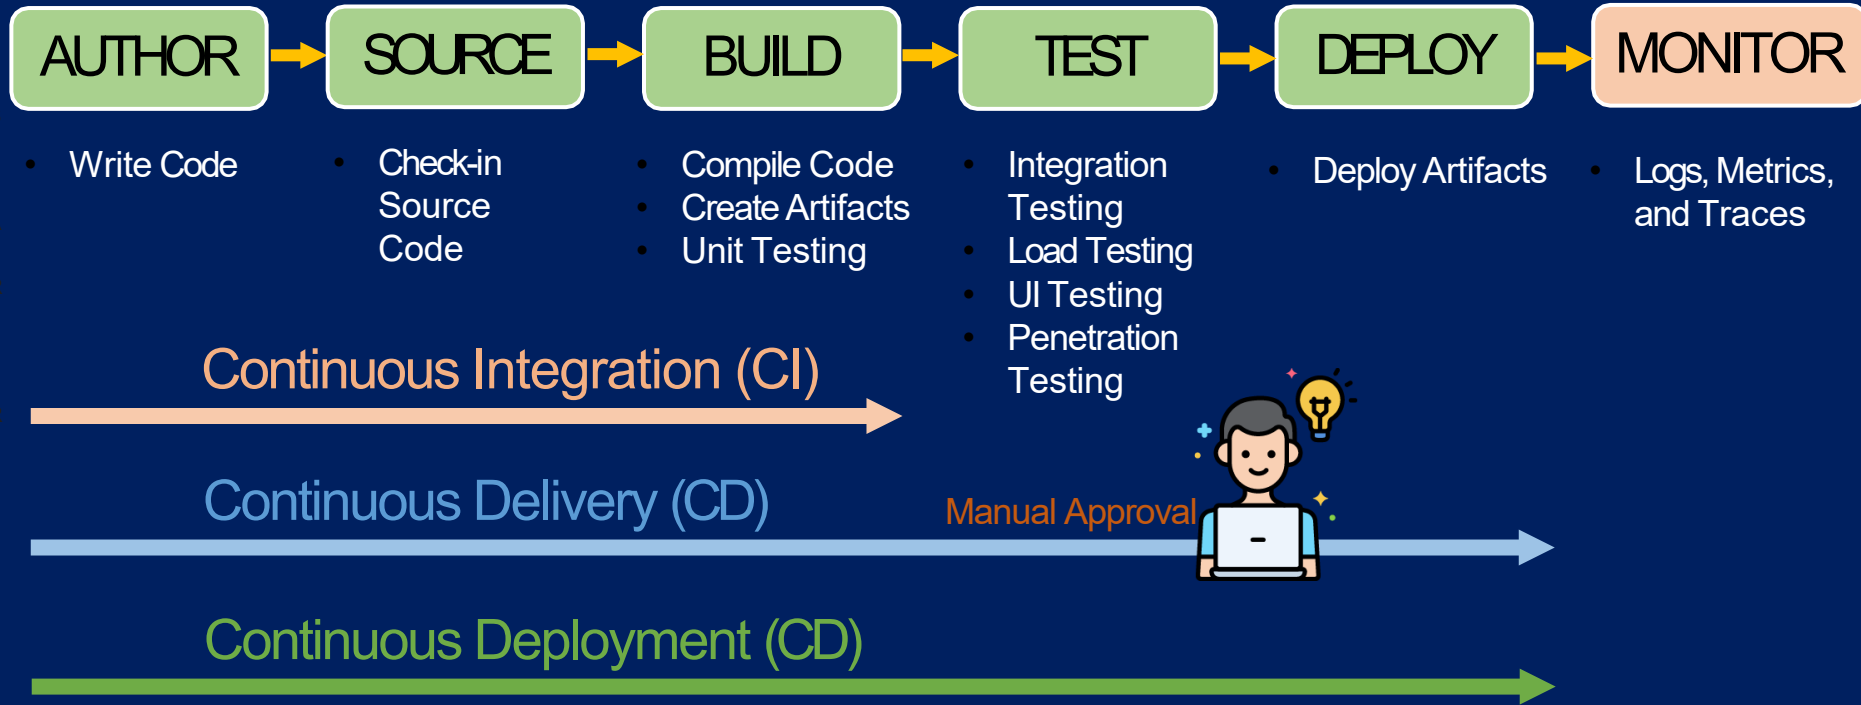 AUTHOR
SOURCE
BUILD
TEST
DEPLOY
MONITOR
• Write Code
• Check-in
Source
Code
• Compile Code
• Create Artifacts
• Unit Testing
• Integration
Testing
• Load Testing
• UI Testing
• Penetration
Testing
• Deploy Artifacts
• Logs, Metrics,
and Traces
Continuous Integration (CI)
Continuous Delivery (CD)
Manual Approval
Continuous Deployment (CD)